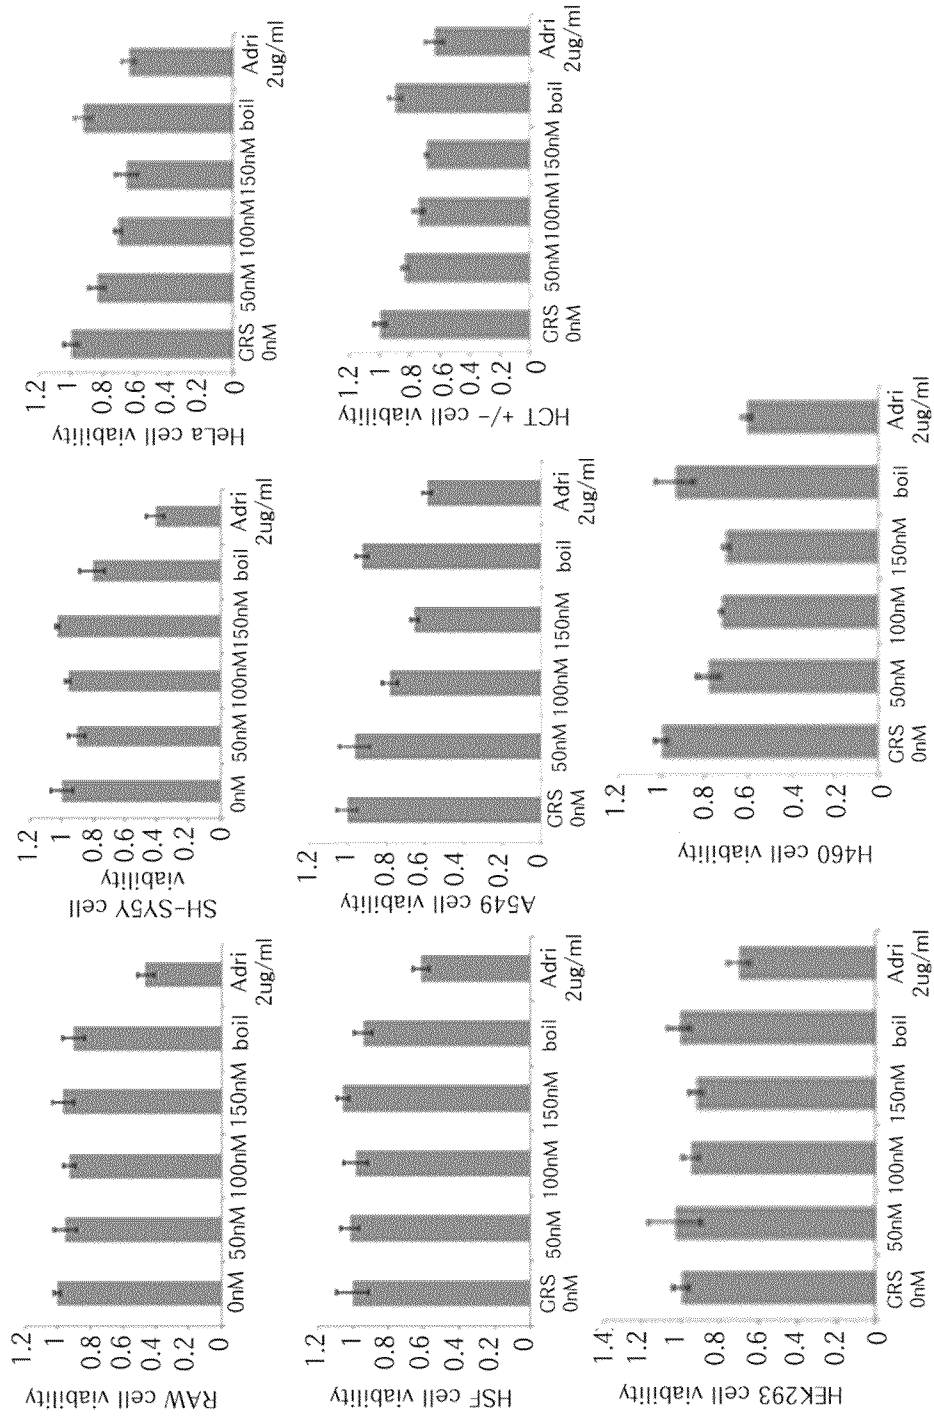 RAW cell viability
1.2
1
0.8
0.6
0.4
0.2
0
0nM 50nM 100nM 150nM boil Adri
2ug/ml
SH-SY5Y cell
viability
1.2
1
0.8
0.6
0.4
0.2
0
0nM 50nM 100nM 150nM boil Adri
2ug/ml
HeLa cell viability
1.2
1
0.8
0.6
0.4
0.2
0
GRS 50nM 100nM 150nM boil Adri
0nM 2ug/ml
HSF cell viability
1.2
1
0.8
0.6
0.4
0.2
0
GRS 50nM 100nM 150nM boil Adri
0nM 2ug/ml
A549 cell viability
1.2
1
0.8
0.6
0.4
0.2
0
GRS 50nM 100nM 150nM boil Adri
0nM 2ug/ml
HCT +/- cell viability
1.2
1
0.8
0.6
0.4
0.2
0
GRS 50nM 100nM 150nM boil Adri
0nM 2ug/ml
HEK293 cell viability
1.4
1.2
1
0.8
0.6
0.4
0.2
0
GRS 50nM 100nM 150nM boil Adri
0nM 2ug/ml
H460 cell viability
1.2
1
0.8
0.6
0.4
0.2
0
GRS 50nM 100nM 150nM boil Adri
0nM 2ug/ml